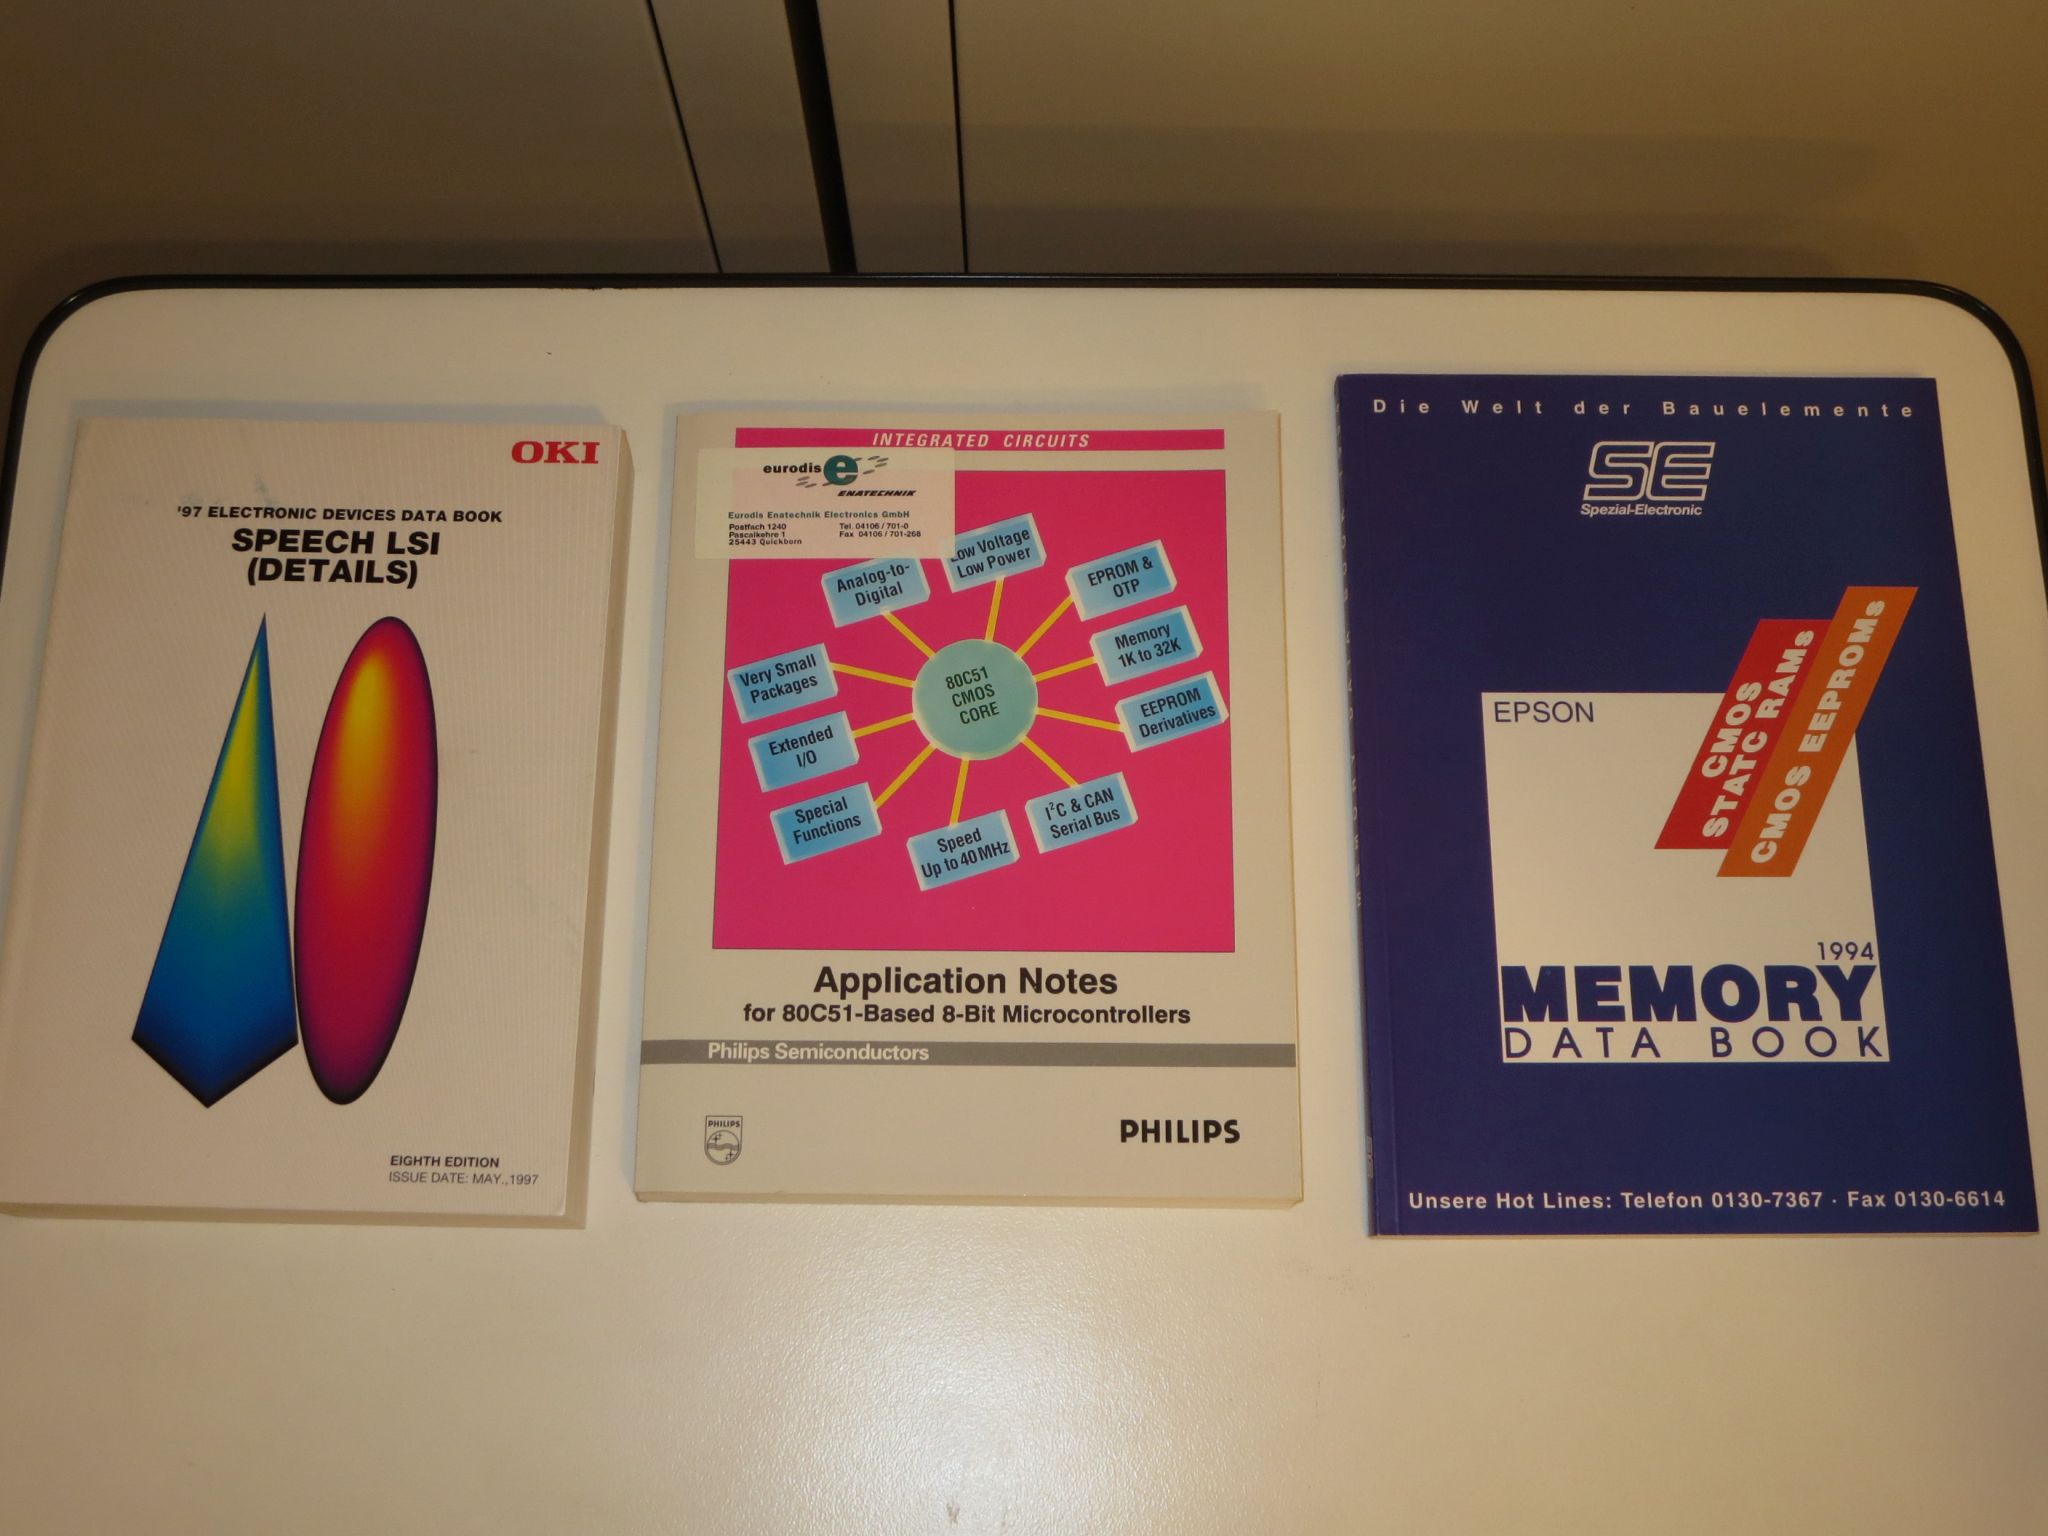 OKI
'97 ELECTRONIC DEVICES DATA BOOK
SPEECH LSI
(DETAILS)
EIGHTH EDITION
ISSUE DATE: MAY.,1997
INTEGRATED CIRCUITS
eurodis e
ENATECHNIK
Eurodis Enatechnik Electronics GmbH
Postfach 1240 Tel. 04106 / 701-0
Pascalkehre 1 Fax 04106 / 701-268
25443 Quickborn
Low Voltage
Low Power
Analog-to-
Digital
EPROM &
OTP
Memory
1K to 32K
Very Small
Packages
80C51
CMOS
CORE
EEPROM
Derivatives
Extended
I/O
Special
Functions
I²C & CAN
Serial Bus
Speed
Up to 40 MHz
Application Notes
for 80C51-Based 8-Bit Microcontrollers
Philips Semiconductors
PHILIPS
PHILIPS
Die Welt der Bauelemente
SE
Spezial-Electronic
EPSON
CMOS
STATC RAMs
CMOS EEPROMs
1994
MEMORY
DATA BOOK
Unsere Hot Lines: Telefon 0130-7367 · Fax 0130-6614